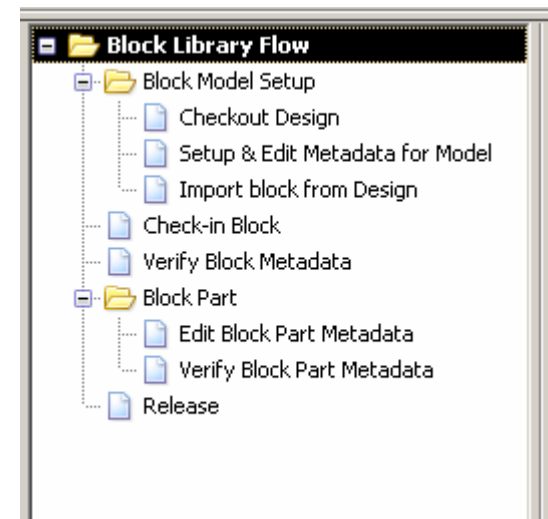 Block Library Flow
Block Model Setup
Checkout Design
Setup & Edit Metadata for Model
Import block from Design
Check-in Block
Verify Block Metadata
Block Part
Edit Block Part Metadata
Verify Block Part Metadata
Release